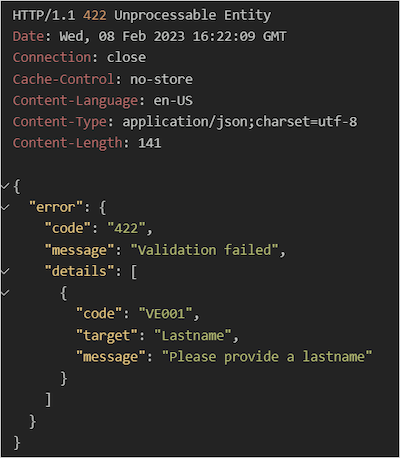 HTTP/1.1 422 Unprocessable Entity
Date: Wed, 08 Feb 2023 16:22:09 GMT
Connection: close
Cache-Control: no-store
Content-Language: en-US
Content-Type: application/json;charset=utf-8
Content-Length: 141

{
  "error": {
    "code": "422",
    "message": "Validation failed",
    "details": [
      {
        "code": "VE001",
        "target": "Lastname",
        "message": "Please provide a lastname"
      }
    ]
  }
}